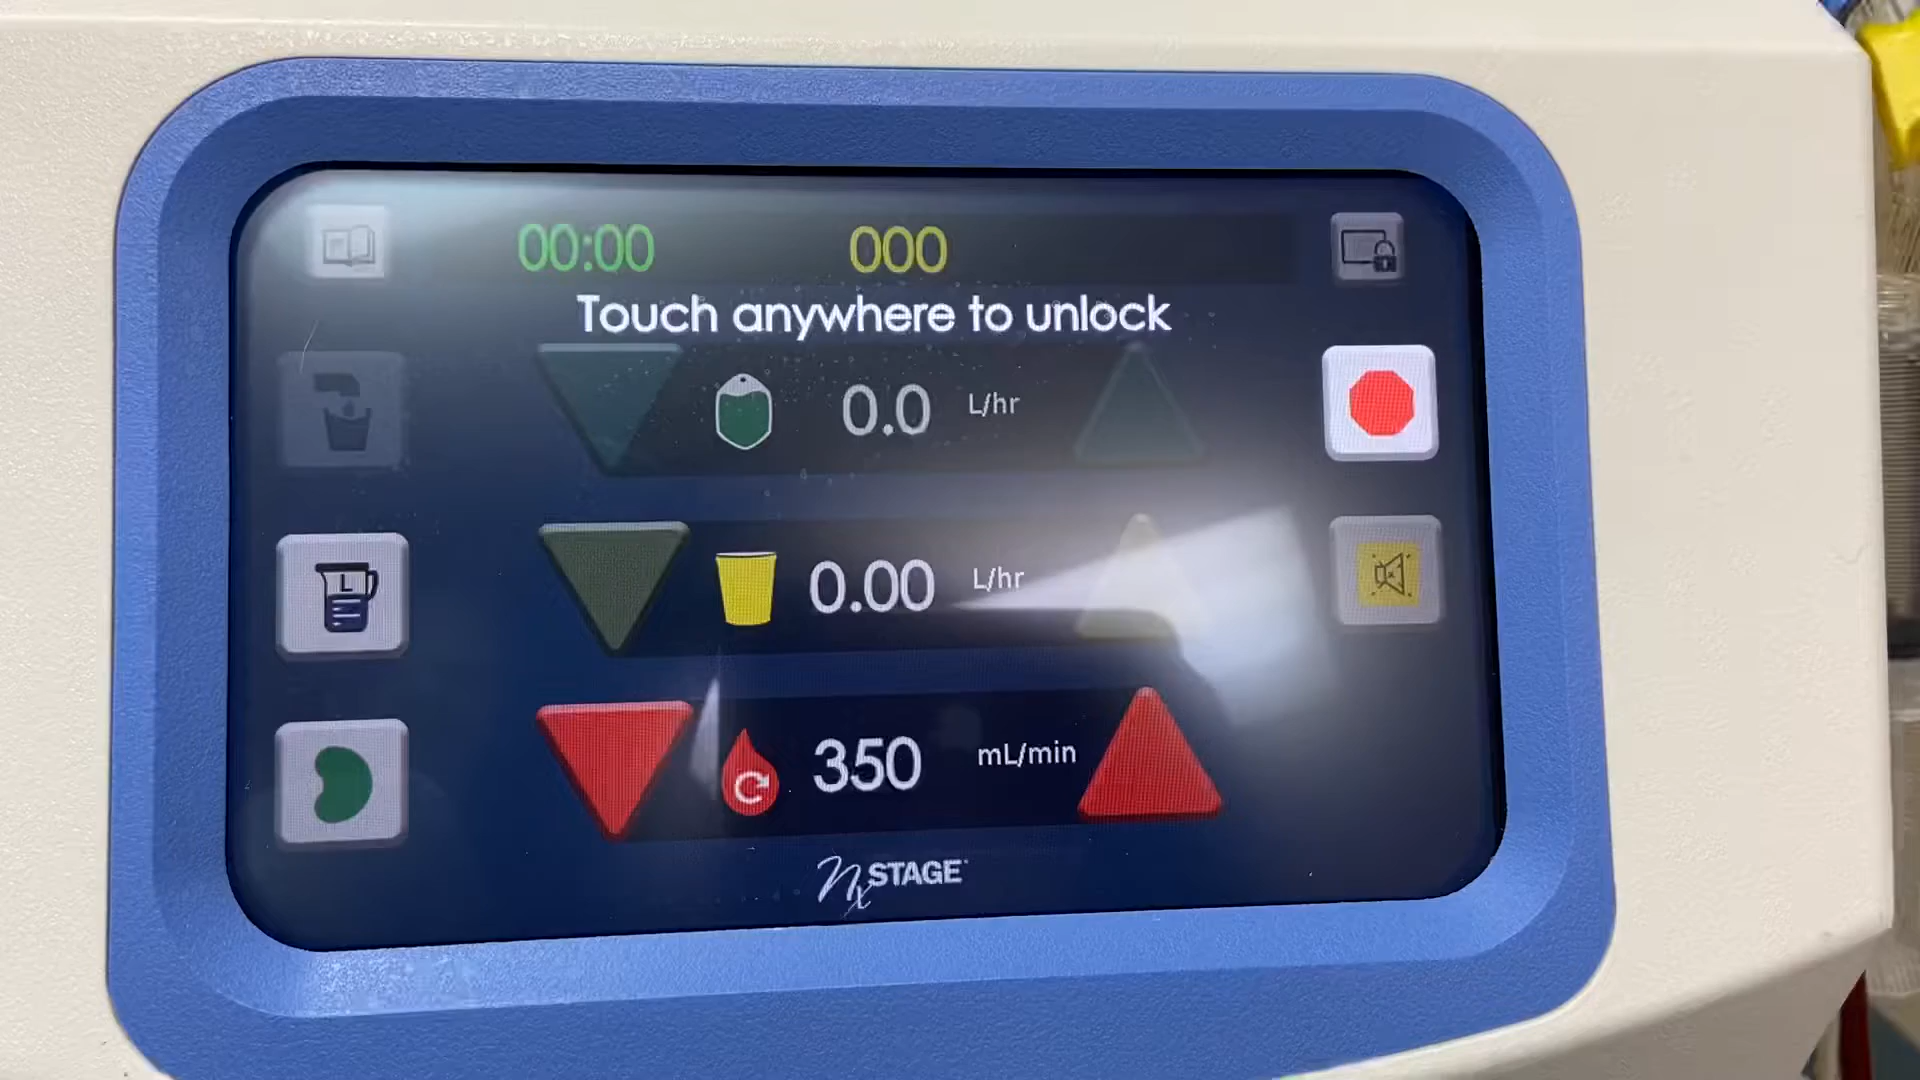 00:00 000
Touch anywhere to unlock
0.0 L/hr
L
0.00 L/hr
350 mL/min
NxSTAGE